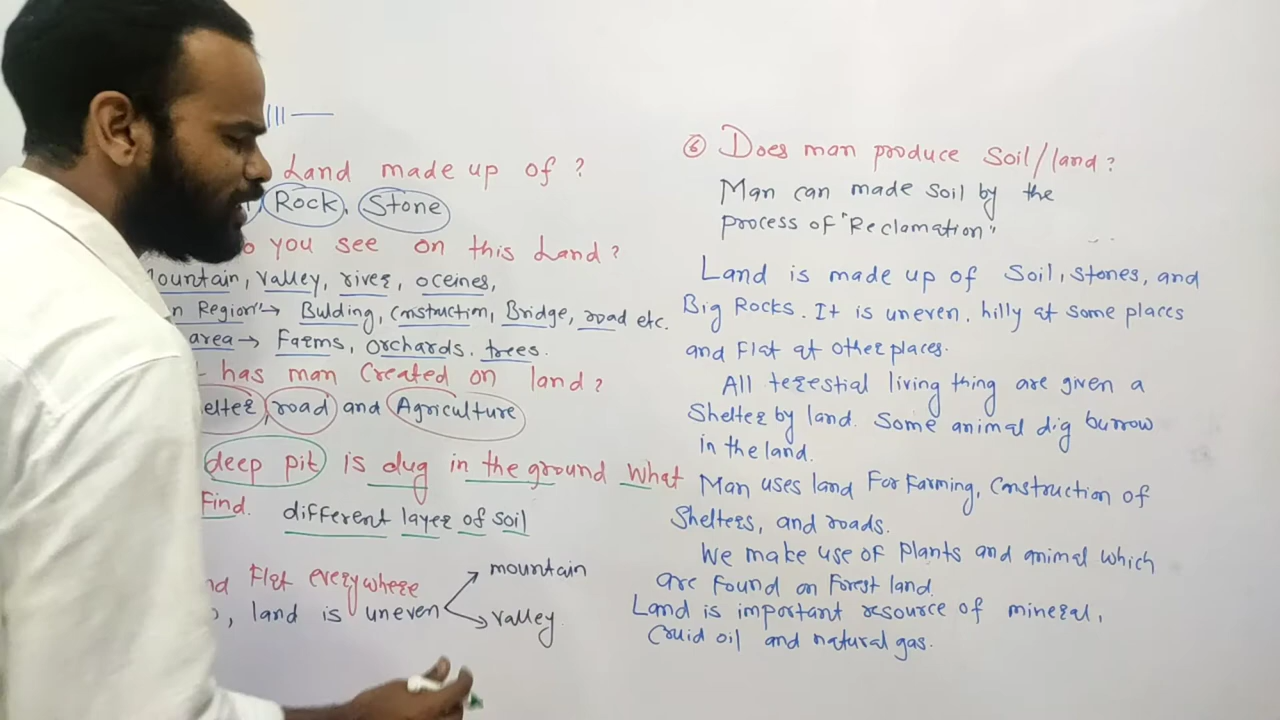 Land made up of ?
Rock, Stone
you see on this Land?
ountain, valley, river, oceines,
n Region" → Bulding, cnstruction, Bridge, road etc.
area → Farms, orchards, trees.
has man Created on land?
elter, road and Agriculture
deep pit is dug in the ground what
Find. different layer of soil
Flat everywhere
, land is uneven
mountain
valley
⑥ Does man produce Soil/land?
Man can made soil by the
process of "Reclamation"
Land is made up of Soil, stones, and
Big Rocks. It is uneven. hilly at some places
and Flat at other places.
All terestial living thing are given a
Shelter by land. Some animal dig burrow
in the land.
Man uses land For Farming, Construction of
Shelters, and roads.
We make use of plants and animal which
are Found on Forest land.
Land is important resource of mineral,
Cruid oil and natural gas.